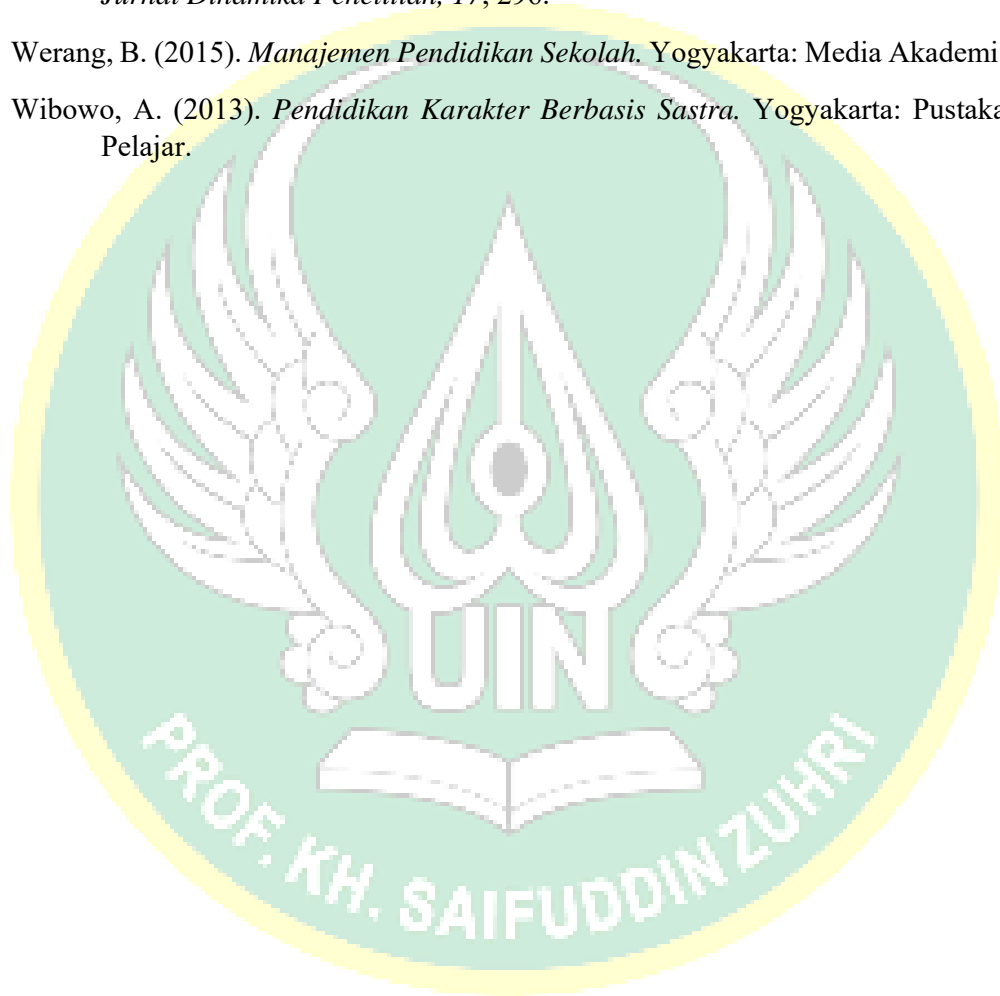 Jurnal Dinamika Penelitian, 17, 296.
Werang, B. (2015). Manajemen Pendidikan Sekolah. Yogyakarta: Media Akademi
Wibowo, A. (2013). Pendidikan Karakter Berbasis Sastra. Yogyakarta: Pustaka
Pelajar.
UIN
PROF. KH. SAIFUDDIN ZUHRI